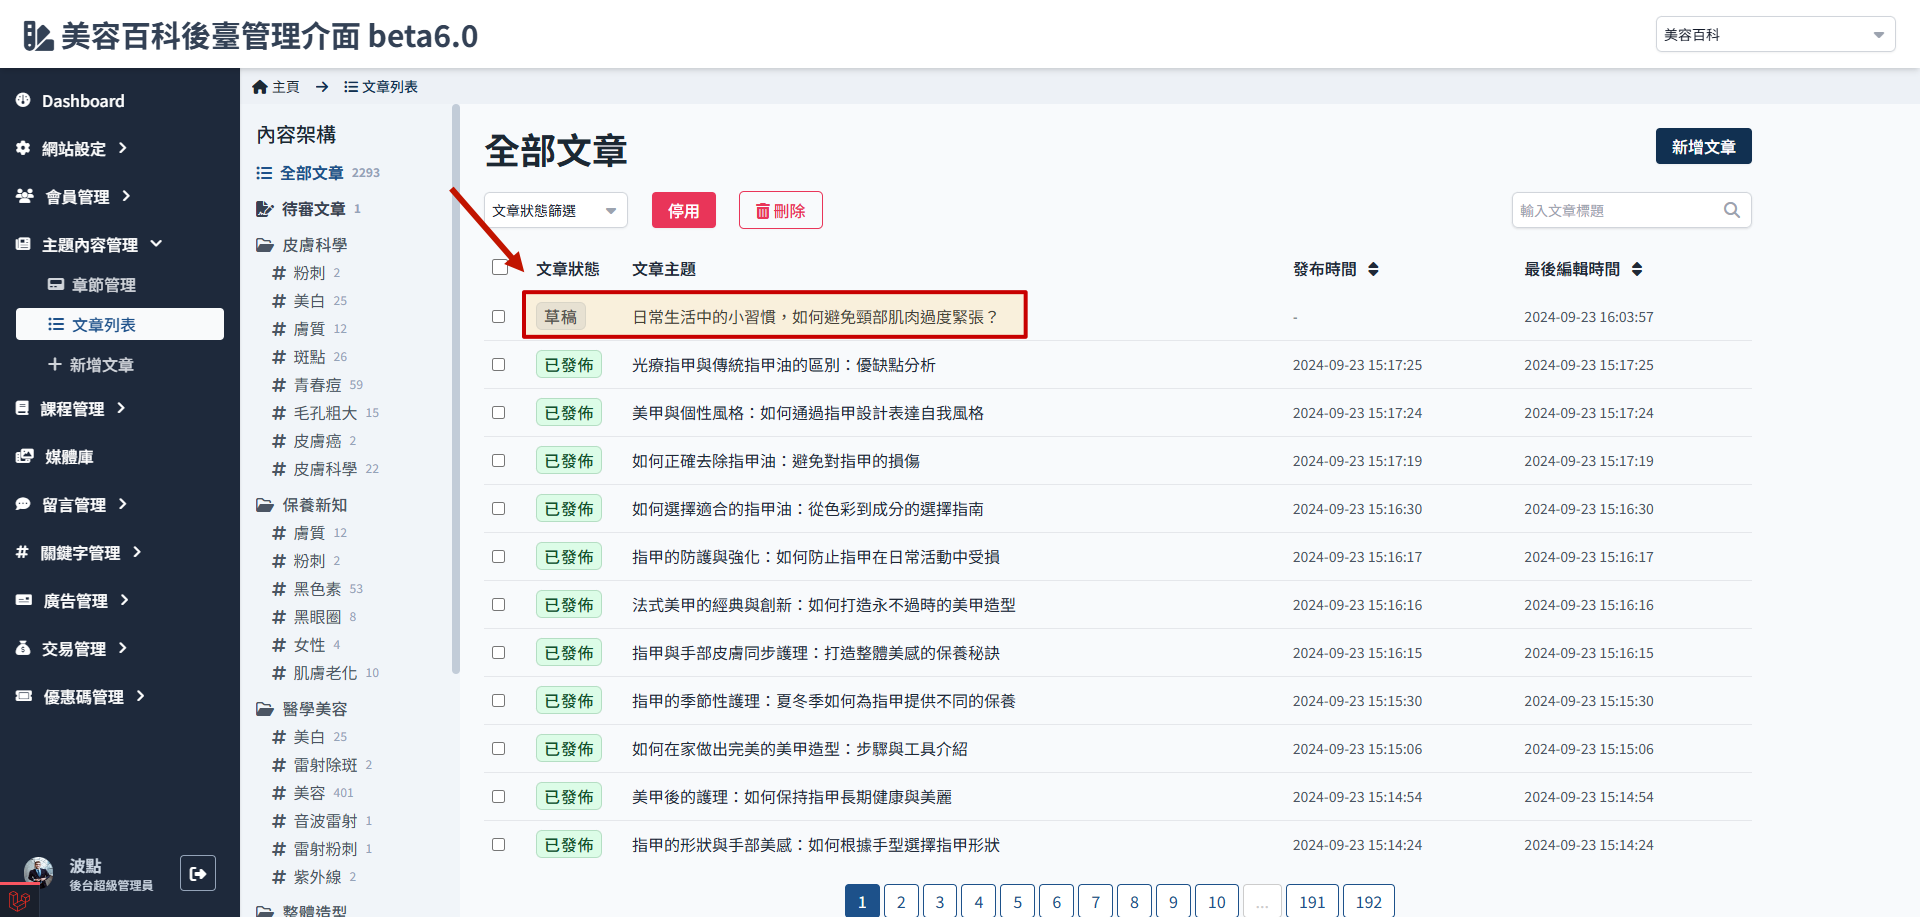 美容百科後臺管理介面 beta6.0
美容百科
Dashboard
網站設定
會員管理
主題內容管理
章節管理
文章列表
新增文章
課程管理
媒體庫
留言管理
關鍵字管理
廣告管理
交易管理
優惠碼管理
波點
後台超級管理員
主頁 → 文章列表
內容架構
全部文章 2293
待審文章 1
皮膚科學
# 粉刺 2
# 美白 25
# 膚質 12
# 斑點 26
# 青春痘 59
# 毛孔粗大 15
# 皮膚癌 2
# 皮膚科學 22
保養新知
# 膚質 12
# 粉刺 2
# 黑色素 53
# 黑眼圈 8
# 女性 4
# 肌膚老化 10
醫學美容
# 美白 25
# 雷射除斑 2
# 美容 401
# 音波雷射 1
# 雷射粉刺 1
# 紫外線 2
整體造型
全部文章
新增文章
文章狀態篩選 停用 刪除 輸入文章標題
文章狀態 文章主題 發布時間 最後編輯時間
草稿 日常生活中的小習慣，如何避免頸部肌肉過度緊張？ - 2024-09-23 16:03:57
已發佈 光療指甲與傳統指甲油的區別：優缺點分析 2024-09-23 15:17:25 2024-09-23 15:17:25
已發佈 美甲與個性風格：如何通過指甲設計表達自我風格 2024-09-23 15:17:24 2024-09-23 15:17:24
已發佈 如何正確去除指甲油：避免對指甲的損傷 2024-09-23 15:17:19 2024-09-23 15:17:19
已發佈 如何選擇適合的指甲油：從色彩到成分的選擇指南 2024-09-23 15:16:30 2024-09-23 15:16:30
已發佈 指甲的防護與強化：如何防止指甲在日常活動中受損 2024-09-23 15:16:17 2024-09-23 15:16:17
已發佈 法式美甲的經典與創新：如何打造永不過時的美甲造型 2024-09-23 15:16:16 2024-09-23 15:16:16
已發佈 指甲與手部皮膚同步護理：打造整體美感的保養秘訣 2024-09-23 15:16:15 2024-09-23 15:16:15
已發佈 指甲的季節性護理：夏冬季如何為指甲提供不同的保養 2024-09-23 15:15:30 2024-09-23 15:15:30
已發佈 如何在家做出完美的美甲造型：步驟與工具介紹 2024-09-23 15:15:06 2024-09-23 15:15:06
已發佈 美甲後的護理：如何保持指甲長期健康與美麗 2024-09-23 15:14:54 2024-09-23 15:14:54
已發佈 指甲的形狀與手部美感：如何根據手型選擇指甲形狀 2024-09-23 15:14:24 2024-09-23 15:14:24
1 2 3 4 5 6 7 8 9 10 ... 191 192